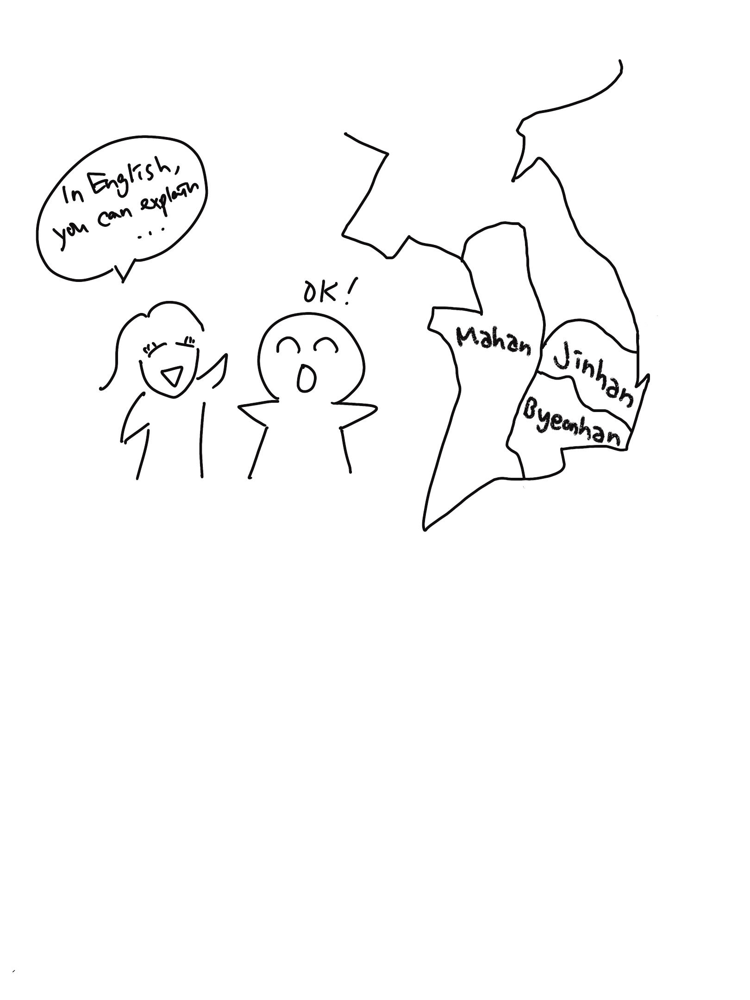 In English,
you can explain
...
OK!
Mahan
Jinhan
Byeonhan